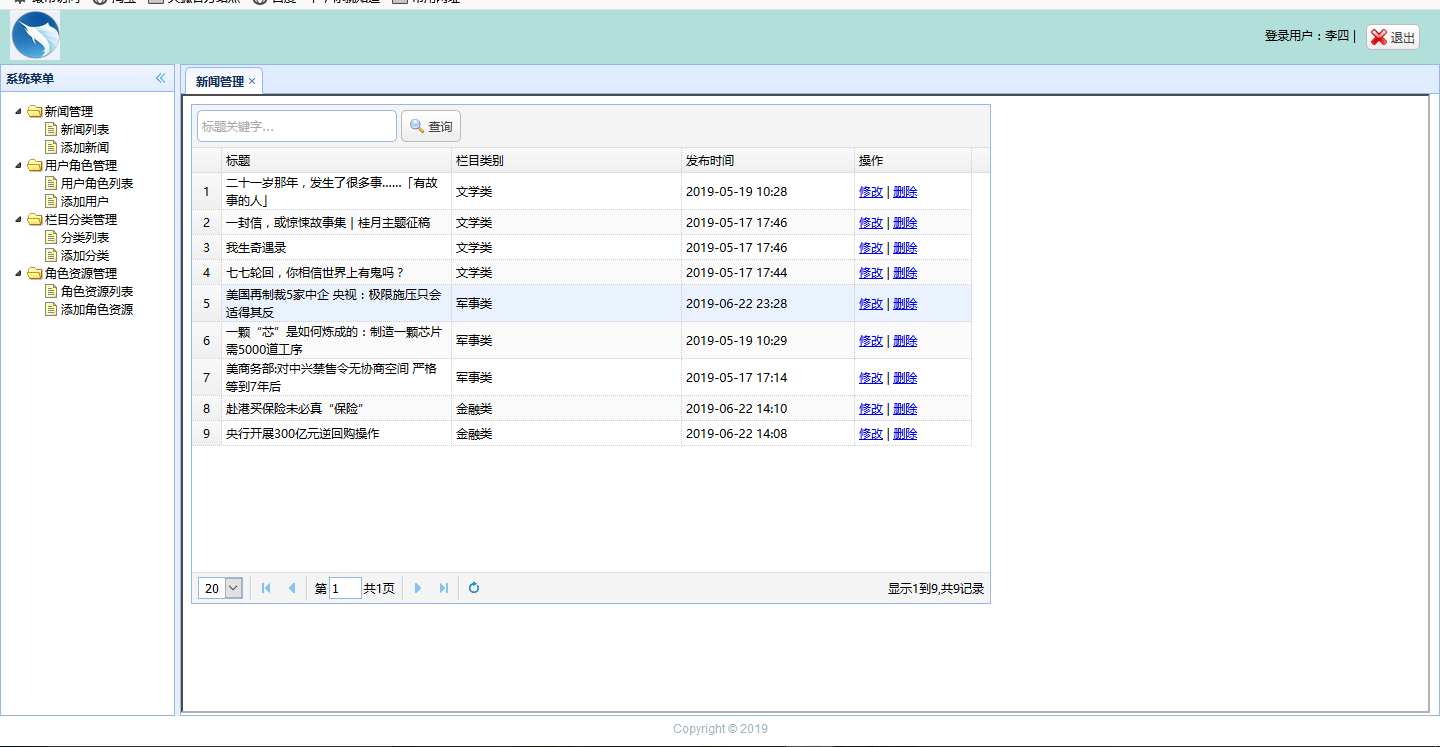 登录用户：李四 |
退出
系统菜单
新闻管理
新闻列表
添加新闻
用户角色管理
用户角色列表
添加用户
栏目分类管理
分类列表
添加分类
角色资源管理
角色资源列表
添加角色资源
新闻管理
标题关键字...
查询
标题 栏目类别 发布时间 操作
1 二十一岁那年，发生了很多事……「有故
事的人」 文学类 2019-05-19 10:28 修改 | 删除
2 一封信，或惊悚故事集 | 桂月主题征稿 文学类 2019-05-17 17:46 修改 | 删除
3 我生奇遇录 文学类 2019-05-17 17:46 修改 | 删除
4 七七轮回，你相信世界上有鬼吗？ 文学类 2019-05-17 17:44 修改 | 删除
5 美国再制裁5家中企 央视：极限施压只会
适得其反 军事类 2019-06-22 23:28 修改 | 删除
6 一颗“芯”是如何炼成的：制造一颗芯片
需5000道工序 军事类 2019-05-19 10:29 修改 | 删除
7 美商务部:对中兴禁售令无协商空间 严格
等到7年后 军事类 2019-05-17 17:14 修改 | 删除
8 赴港买保险未必真“保险” 金融类 2019-06-22 14:10 修改 | 删除
9 央行开展300亿元逆回购操作 金融类 2019-06-22 14:08 修改 | 删除
20 第 1 共1页 显示1到9,共9记录
Copyright © 2019